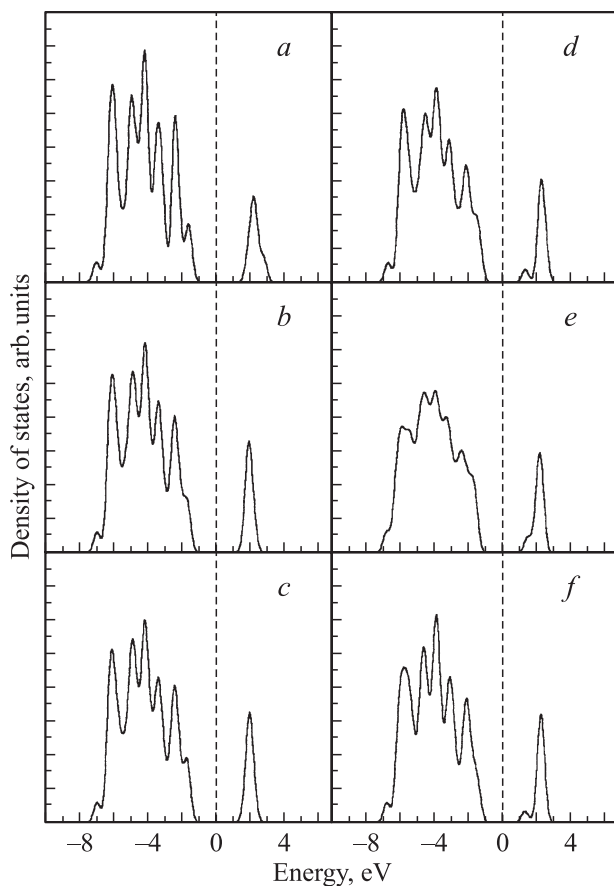 a
d
b
e
c
f
Density of states, arb. units
−8 −4 0 4 −8 −4 0 4
Energy, eV